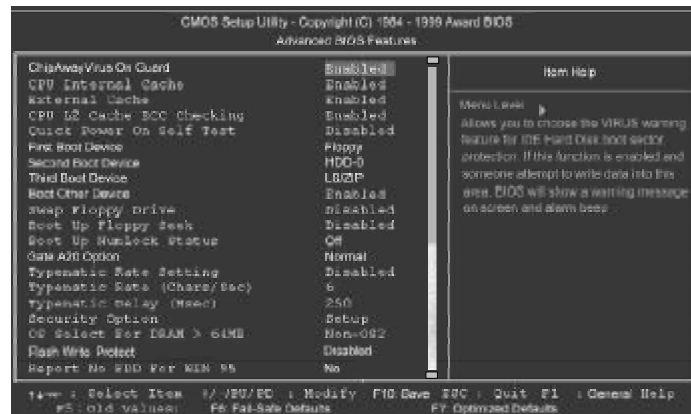 CMOS Setup Utility - Copyright (C) 1984 - 1999 Award BIOS
Advanced BIOS Features
ChipAwayVirus On Guard Enabled
CPU Internal Cache Enabled
External Cache Enabled
CPU L2 Cache ECC Checking Enabled
Quick Power On Self Test Disabled
First Boot Device Floppy
Second Boot Device HDD-0
Third Boot Device LS/ZIP
Boot Other Device Enabled
Swap Floppy Drive Disabled
Boot Up Floppy Seek Disabled
Boot Up Numlock Status Off
Gate A20 Option Normal
Typematic Rate Setting Disabled
Typematic Rate (Chars/Sec) 6
Typematic Delay (Msec) 250
Security Option Setup
OS Select For DRAM > 64MB Non-OS2
Flash Write Protect Disabled
Report No FDD For WIN 95 No
Item Help
Menu Level
Allows you to choose the VIRUS warning
feature for IDE Hard Disk boot sector
protection. If this function is enabled and
someone attempt to write data into this
area, BIOS will show a warning message
on screen and alarm beep
: Select Item +/-/PU/PD : Modify F10:Save ESC : Quit F1 : General Help
F5:old values: F6: Fail-Safe Defaults F7: Optimized Defaults